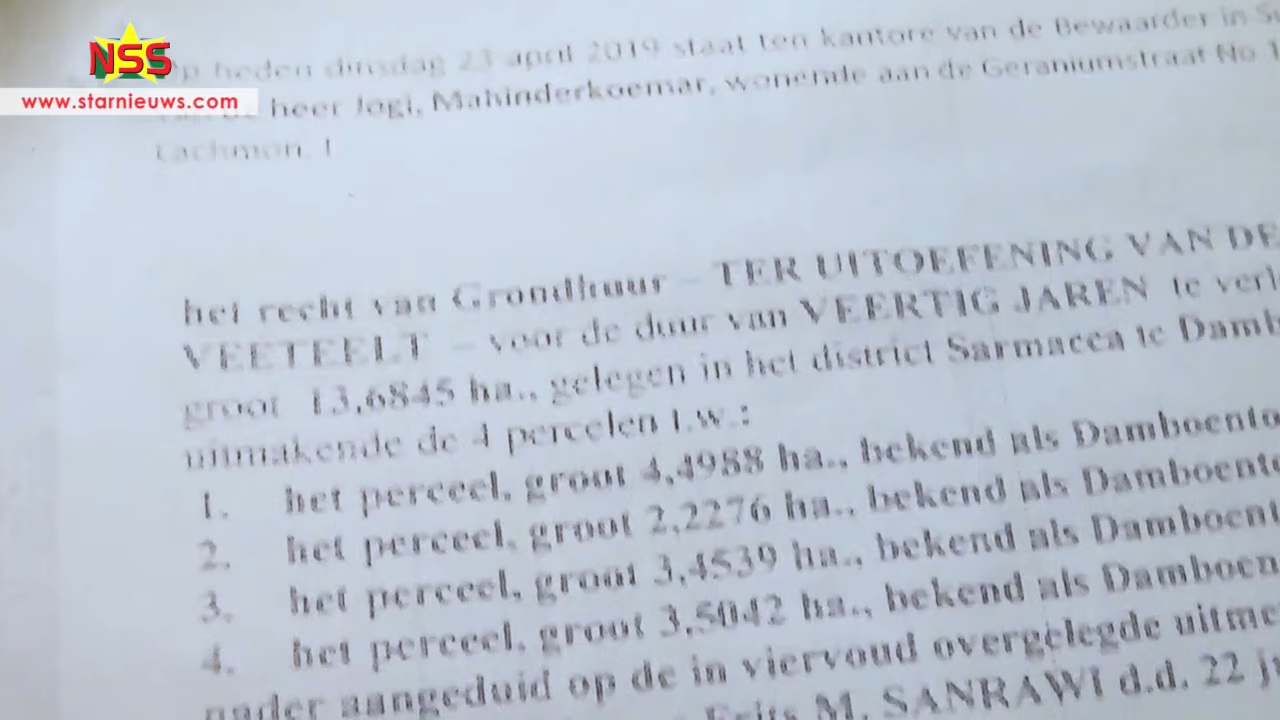 NSS
www.starnieuws.com
heden dinsdag 23 april 2019 staat ten kantore van de Bewaarder in
heer Jogi, Mahinderkoemar, wonende aan de Geraniumstraat No 1
Lachmon, I
het recht van Grondhuur – TER UITOEFENING VAN DE
VEETEELT – voor de duur van VEERTIG JAREN te
groot 13,6845 ha., gelegen in het district Sarmacca te Damb
uitmakende de 4 percelen t.w.:
1. het perceel, groot 4,4988 ha., bekend als Damboento
2. het perceel, groot 2,2276 ha., bekend als Damboento
3. het perceel, groot 3,4539 ha., bekend als Damboent
4. het perceel, groot 3,5042 ha., bekend als Damboen
nader aangeduid op de in viervoud overgelegde uitme
Frits M. SANRAWI d.d. 22